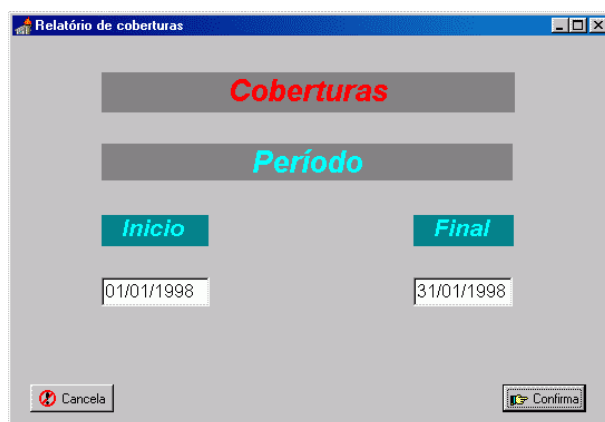 Relatório de coberturas
Coberturas
Período
Inicio Final
01/01/1998 31/01/1998
Cancela Confirma